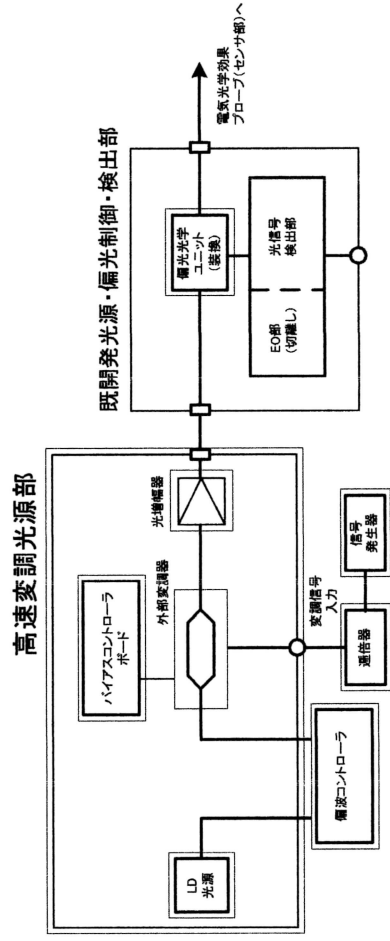 高速変調光源部
LD
光源
バイアスコントローラ
ボード
外部変調器
光増幅器
偏波コントローラ
変調信号
入力
逓倍器
信号
発生器
既開発光源・偏光制御・検出部
偏光光学
ユニット
(装換)
EO部
(切離し)
光信号
検出部
電気光学効果
プローブ(センサ部)へ